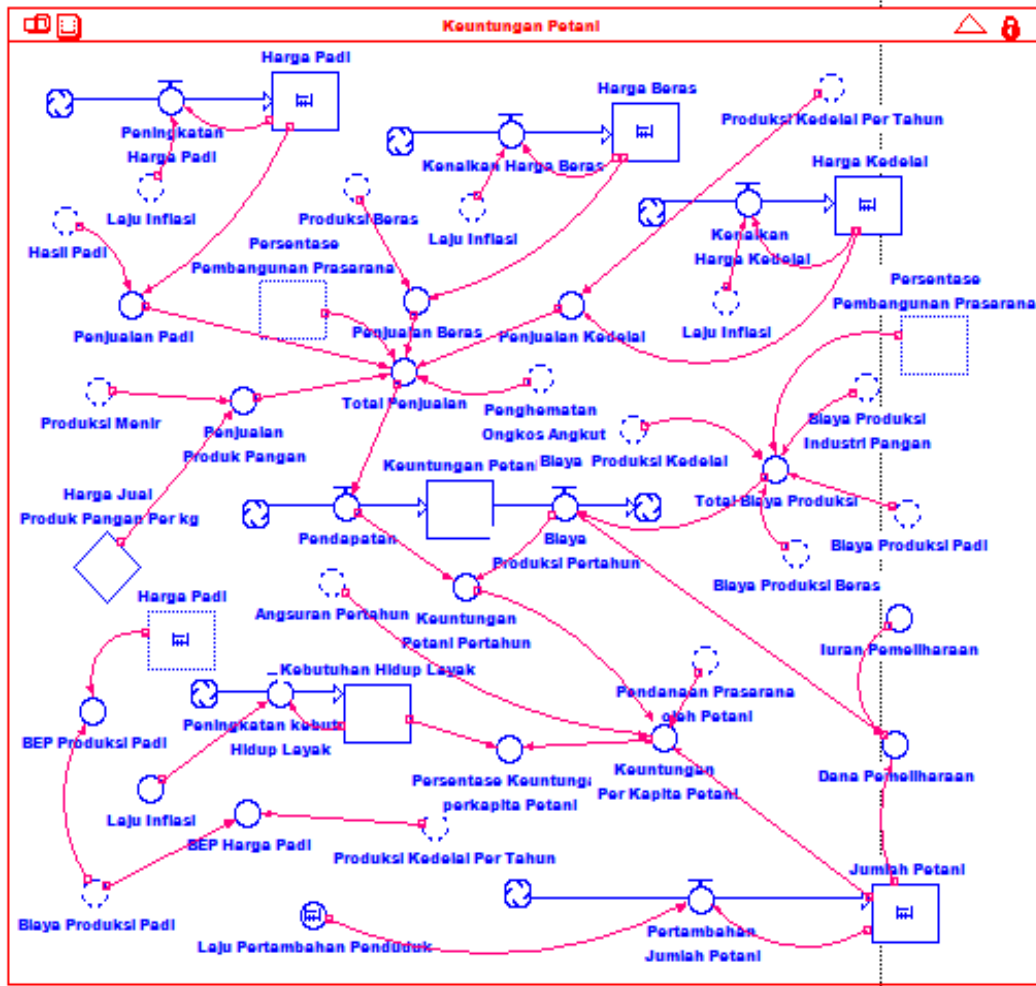 Keuntungan Petani
Harga Padi
Peningkatan
Harga Padi
Laju Inflasi
Hasil Padi
Harga Beras
Kenaikan Harga Beras
Produksi Beras
Laju Inflasi
Produksi Kedelai Per Tahun
Harga Kedelai
Kenaikan
Harga Kedelai
Laju Inflasi
Persentase
Pembangunan Prasarana
Persentase
Pembangunan Prasarana
Penjualan Padi
Penjualan Beras
Penjualan Kedelai
Total Penjualan
Produksi Menir
Penjualan
Produk Pangan
Penghematan
Ongkos Angkut
Biaya Produksi
Industri Pangan
Harga Jual
Produk Pangan Per kg
Keuntungan Petani
Biaya Produksi Kedelai
Total Biaya Produksi
Pendapatan
Biaya
Produksi Pertahun
Biaya Produksi Padi
Biaya Produksi Beras
Harga Padi
Angsuran Pertahun
Keuntungan
Petani Pertahun
Iuran Pemeliharaan
Kebutuhan Hidup Layak
Pendanaan Prasarana
oleh Petani
BEP Produksi Padi
Peningkatan kebutu
Hidup Layak
Persentase Keuntunga
perkapita Petani
Keuntungan
Per Kapita Petani
Dana Pemeliharaan
Laju Inflasi
BEP Harga Padi
Produksi Kedelai Per Tahun
Jumlah Petani
Biaya Produksi Padi
Laju Pertambahan Penduduk
Pertambahan
Jumlah Petani